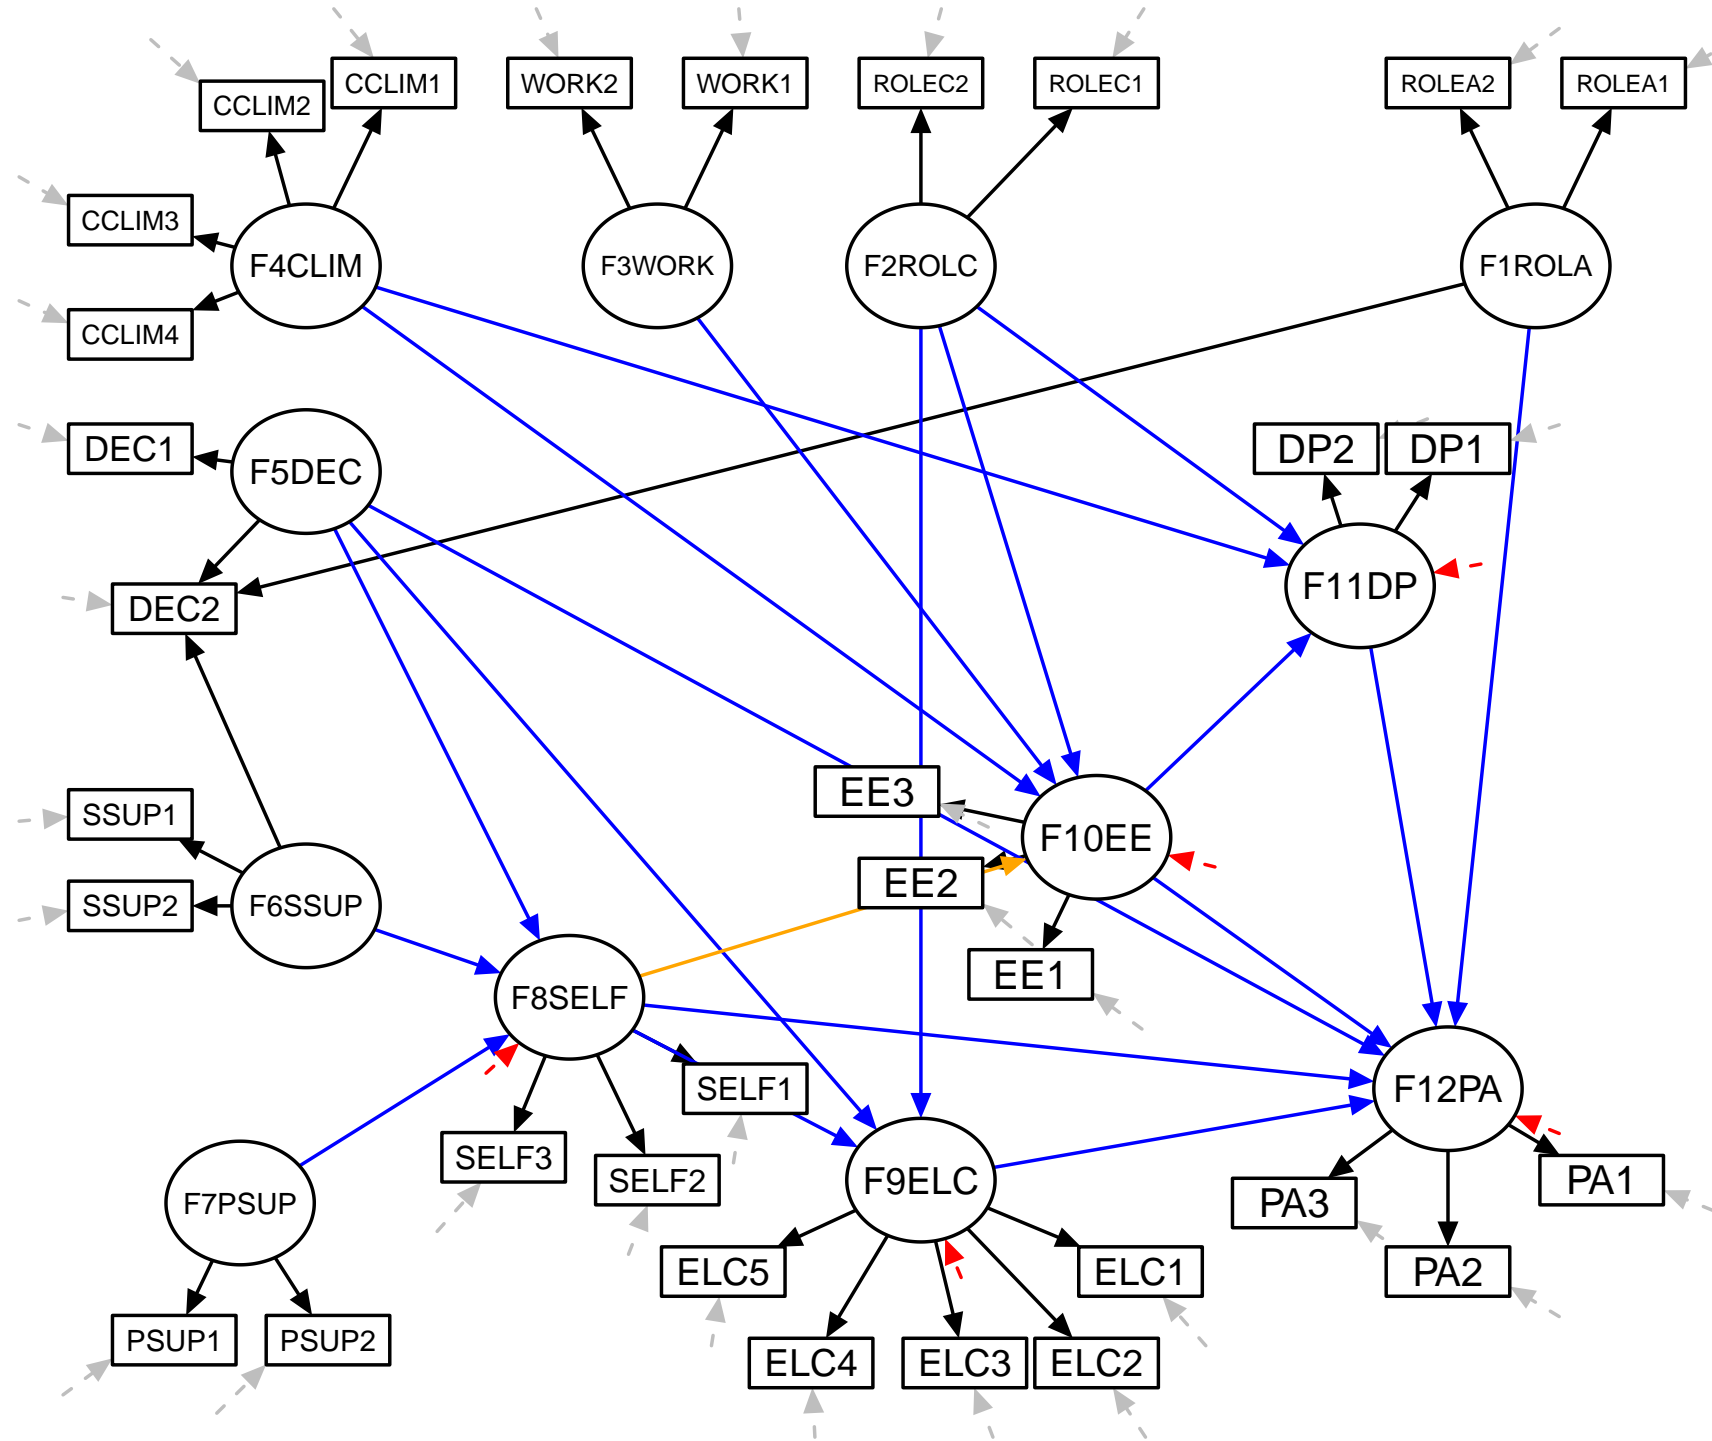 CCLIM1
WORK2
WORK1
ROLEC2
ROLEC1
ROLEA2
ROLEA1
CCLIM2
CCLIM3
F4CLIM
F3WORK
F2ROLC
F1ROLA
CCLIM4
DEC1
F5DEC
DP2
DP1
F11DP
DEC2
EE3
SSUP1
F10EE
EE2
SSUP2
F6SSUP
EE1
F8SELF
SELF1
F12PA
SELF3
SELF2
F9ELC
PA1
F7PSUP
PA3
ELC5
ELC1
PA2
PSUP1
PSUP2
ELC4
ELC3
ELC2